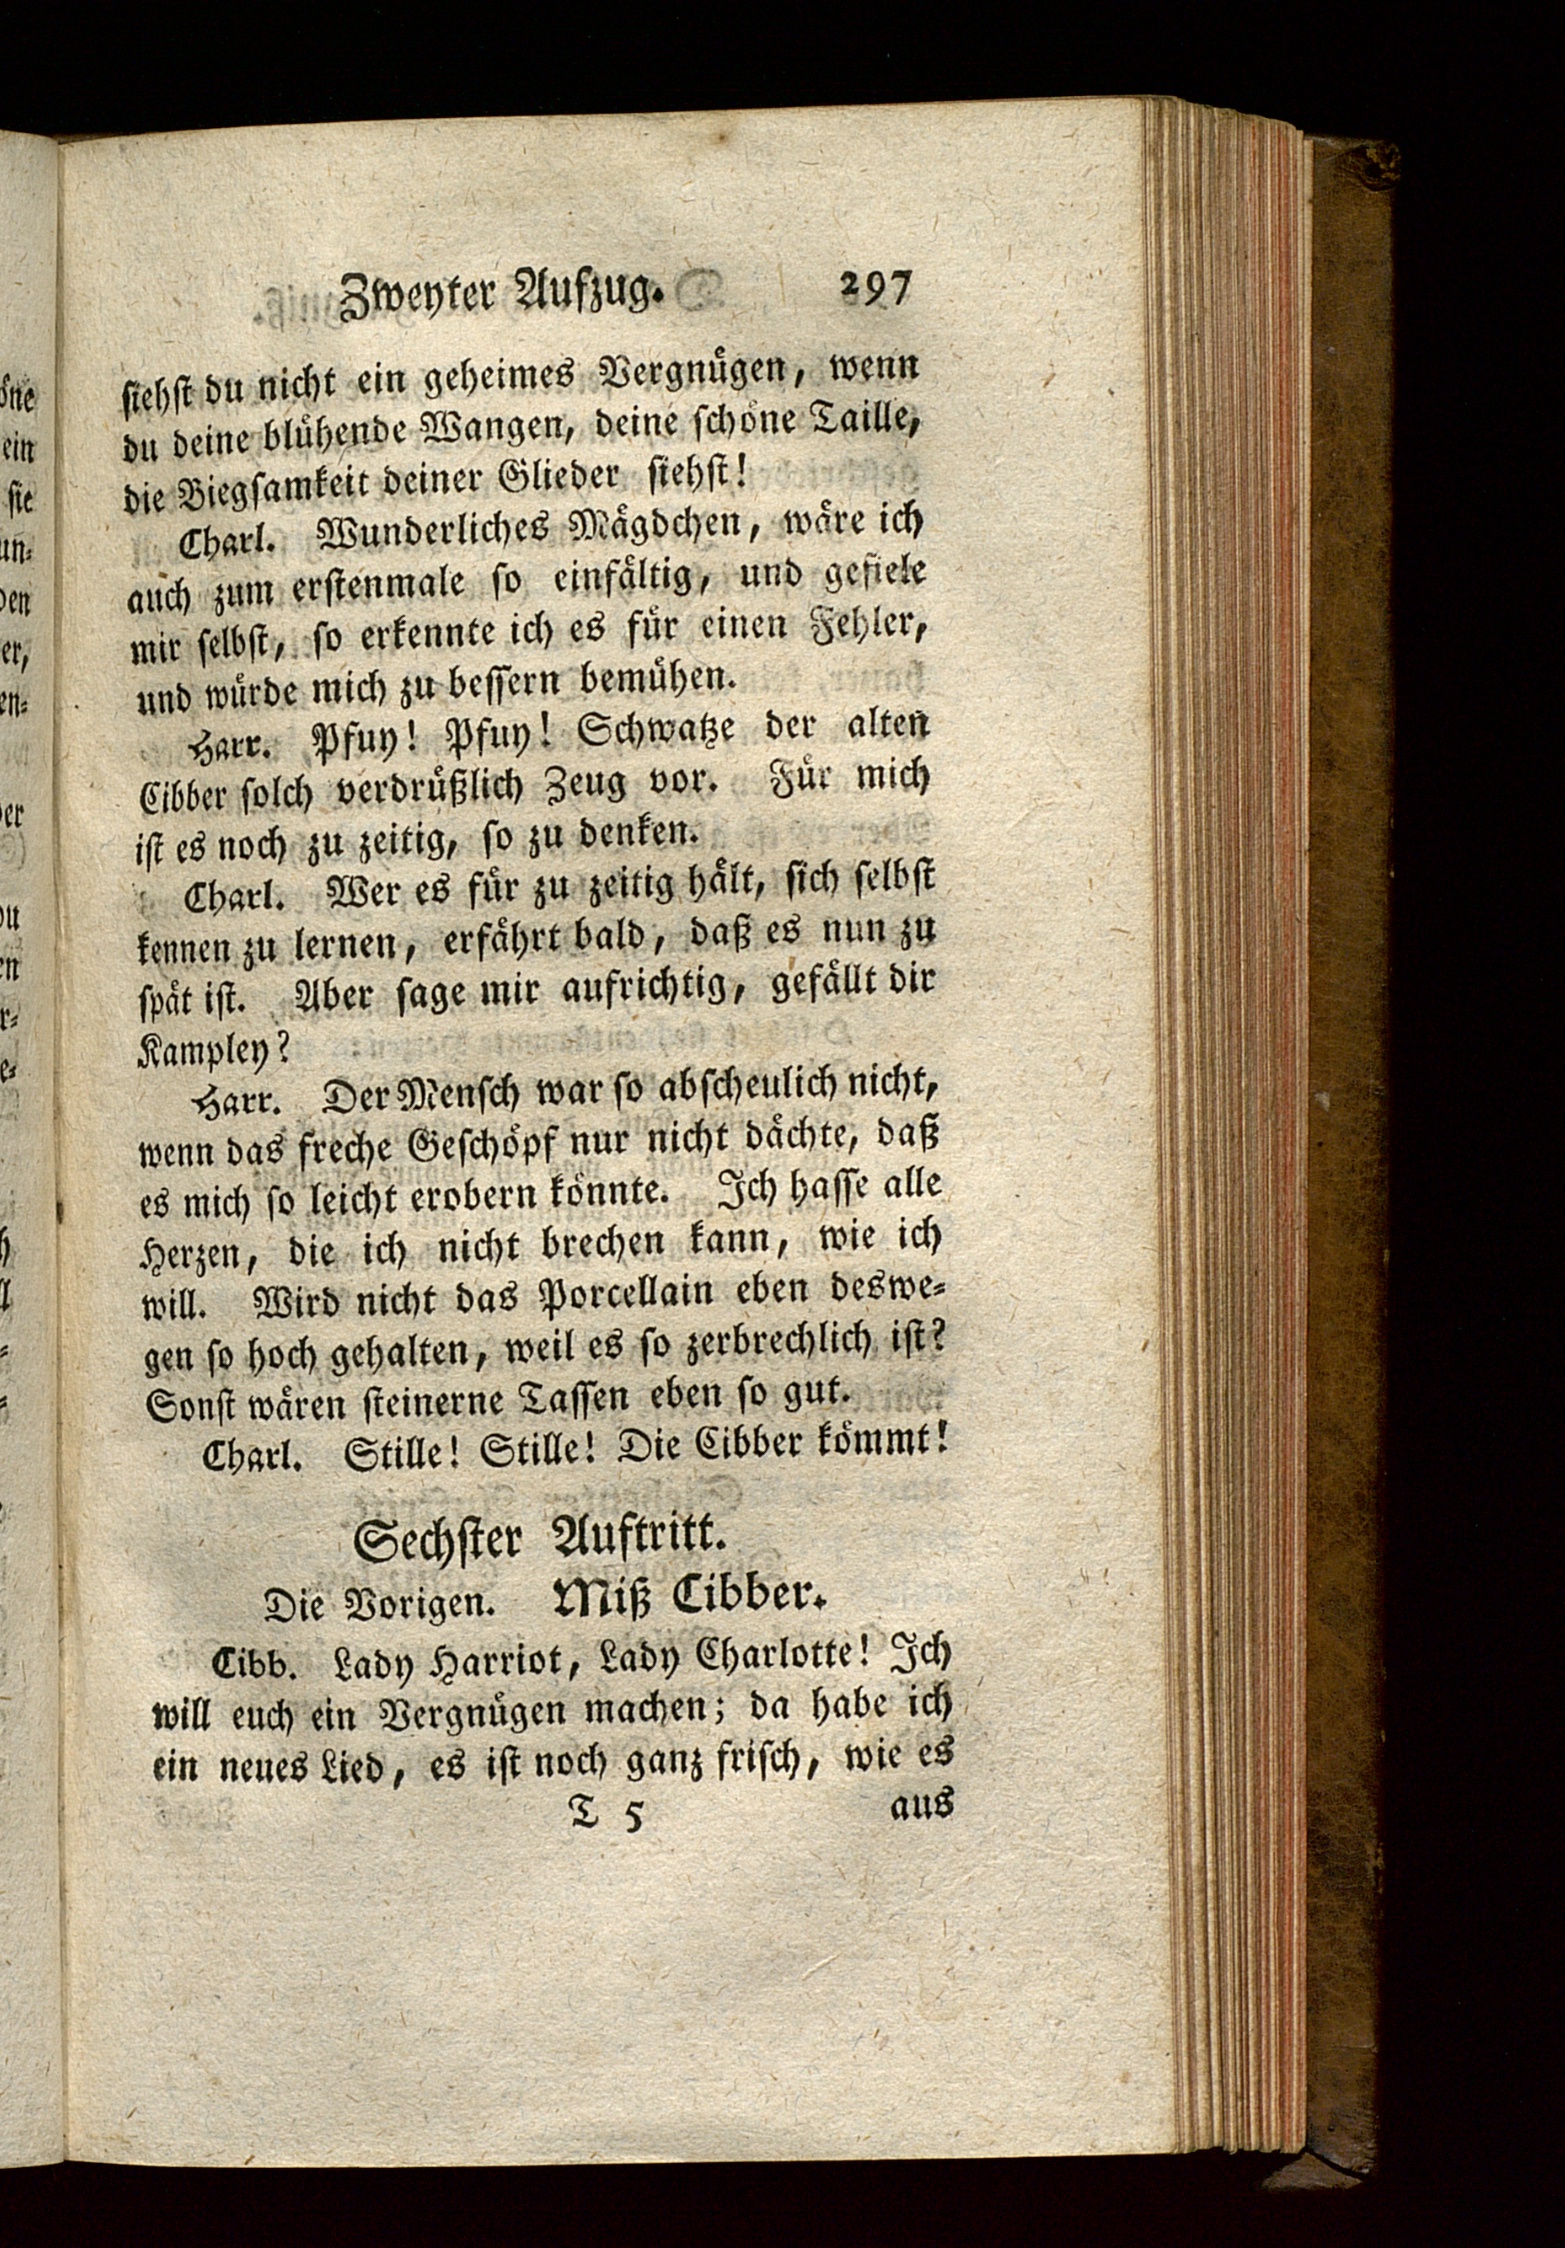 Zweyter Aufzug. 297
siehst du nicht ein geheimes Vergnügen, wenn
du deine blühende Wangen, deine schöne Taille,
die Biegsamkeit deiner Glieder siehst!
Charl. Wunderliches Mägdchen, wäre ich
auch zum erstenmale so einfältig, und gefiele
mir selbst, so erkennte ich es für einen Fehler,
und würde mich zu bessern bemühen.
Harr. Pfuy! Pfuy! Schwatze der alten
Cibber solch verdrüßlich Zeug vor. Für mich
ist es noch zu zeitig, so zu denken.
Charl. Wer es für zu zeitig hält, sich selbst
kennen zu lernen, erfährt bald, daß es nun zu
spät ist. Aber sage mir aufrichtig, gefällt dir
Kampley?
Harr. Der Mensch war so abscheulich nicht,
wenn das freche Geschöpf nur nicht dächte, daß
es mich so leicht erobern könnte. Ich hasse alle
Herzen, die ich nicht brechen kann, wie ich
will. Wird nicht das Porcellain eben deswe-
gen so hoch gehalten, weil es so zerbrechlich ist?
Sonst wären steinerne Tassen eben so gut.
Charl. Stille! Stille! Die Cibber kömmt!
Sechster Auftritt.
Die Vorigen. Miß Cibber.
Cibb. Lady Harriot, Lady Charlotte! Ich
will euch ein Vergnügen machen; da habe ich
ein neues Lied, es ist noch ganz frisch, wie es
T 5 aus